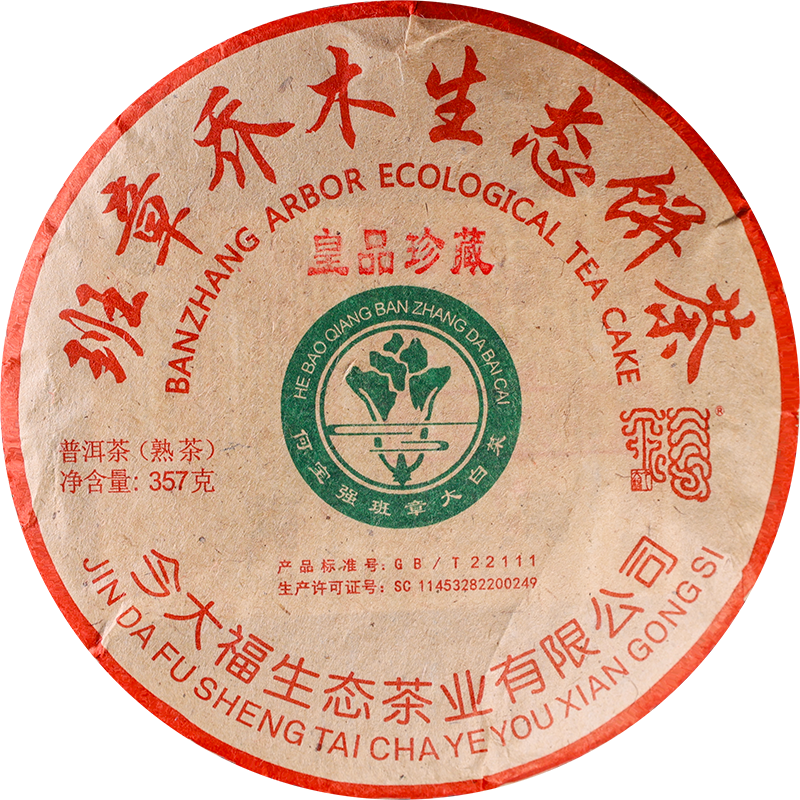 班章乔木生态饼茶
BANZHANG ARBOR ECOLOGICAL TEA CAKE
皇品珍藏
HE BAO QIANG BAN ZHANG DA BAI CAI
何宝强班章大白菜
®
普洱茶（熟茶）
净含量：357克
产品标准号：GB/T 22111
生产许可证号：SC 11453282200249
今大福生态茶业有限公司
JIN DA FU SHENG TAI CHA YE YOU XIAN GONG SI